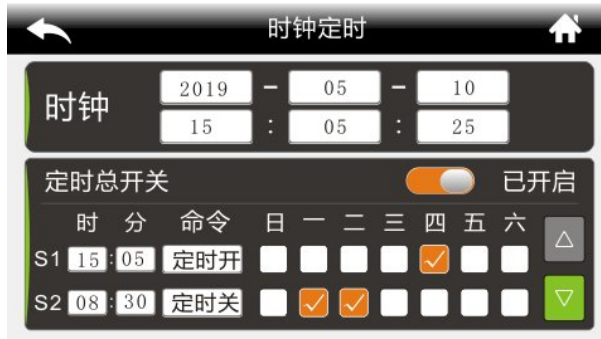 时钟定时
时钟
2019 - 05 - 10
15 : 05 : 25
定时总开关 已开启
时 分 命令 日 一 二 三 四 五 六
S1 15 : 05 定时开
S2 08 : 30 定时关